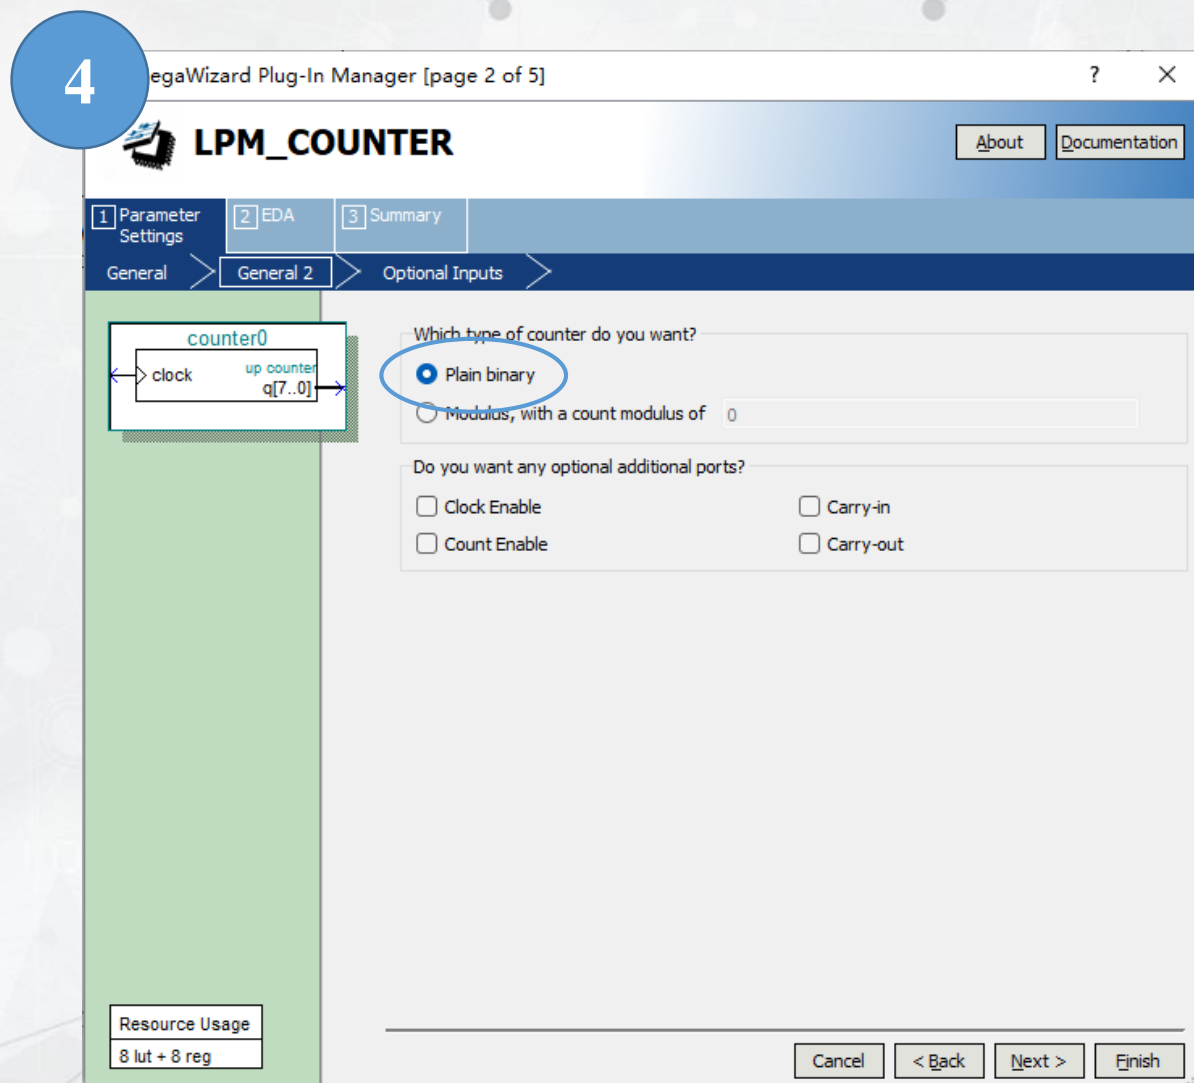 4
egaWizard Plug-In Manager [page 2 of 5]
?
LPM_COUNTER
About
Documentation
1 Parameter Settings
2 EDA
3 Summary
General
General 2
Optional Inputs
counter0
clock
up counter
q[7..0]
Which type of counter do you want?
Plain binary
Modulus, with a count modulus of 0
Do you want any optional additional ports?
Clock Enable
Carry-in
Count Enable
Carry-out
Resource Usage
8 lut + 8 reg
Cancel
< Back
Next >
Finish